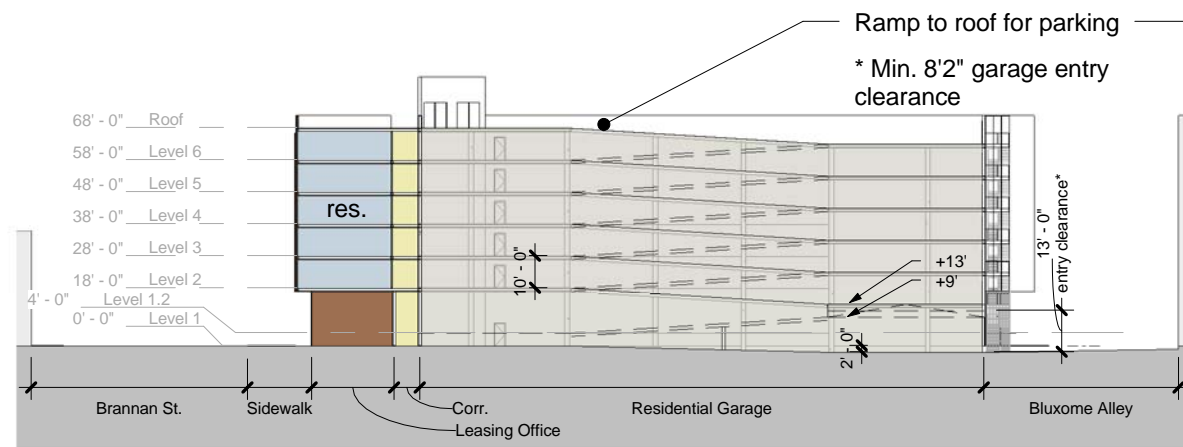 Ramp to roof for parking
* Min. 8'2" garage entry
clearance
68' - 0" Roof
58' - 0" Level 6
48' - 0" Level 5
38' - 0" Level 4
28' - 0" Level 3
18' - 0" Level 2
4' - 0" Level 1.2
0' - 0" Level 1
res.
10' - 0"
+13'
+9'
2' - 0"
13' - 0"
entry clearance*
Brannan St.
Sidewalk
Leasing Office
Corr.
Residential Garage
Bluxome Alley